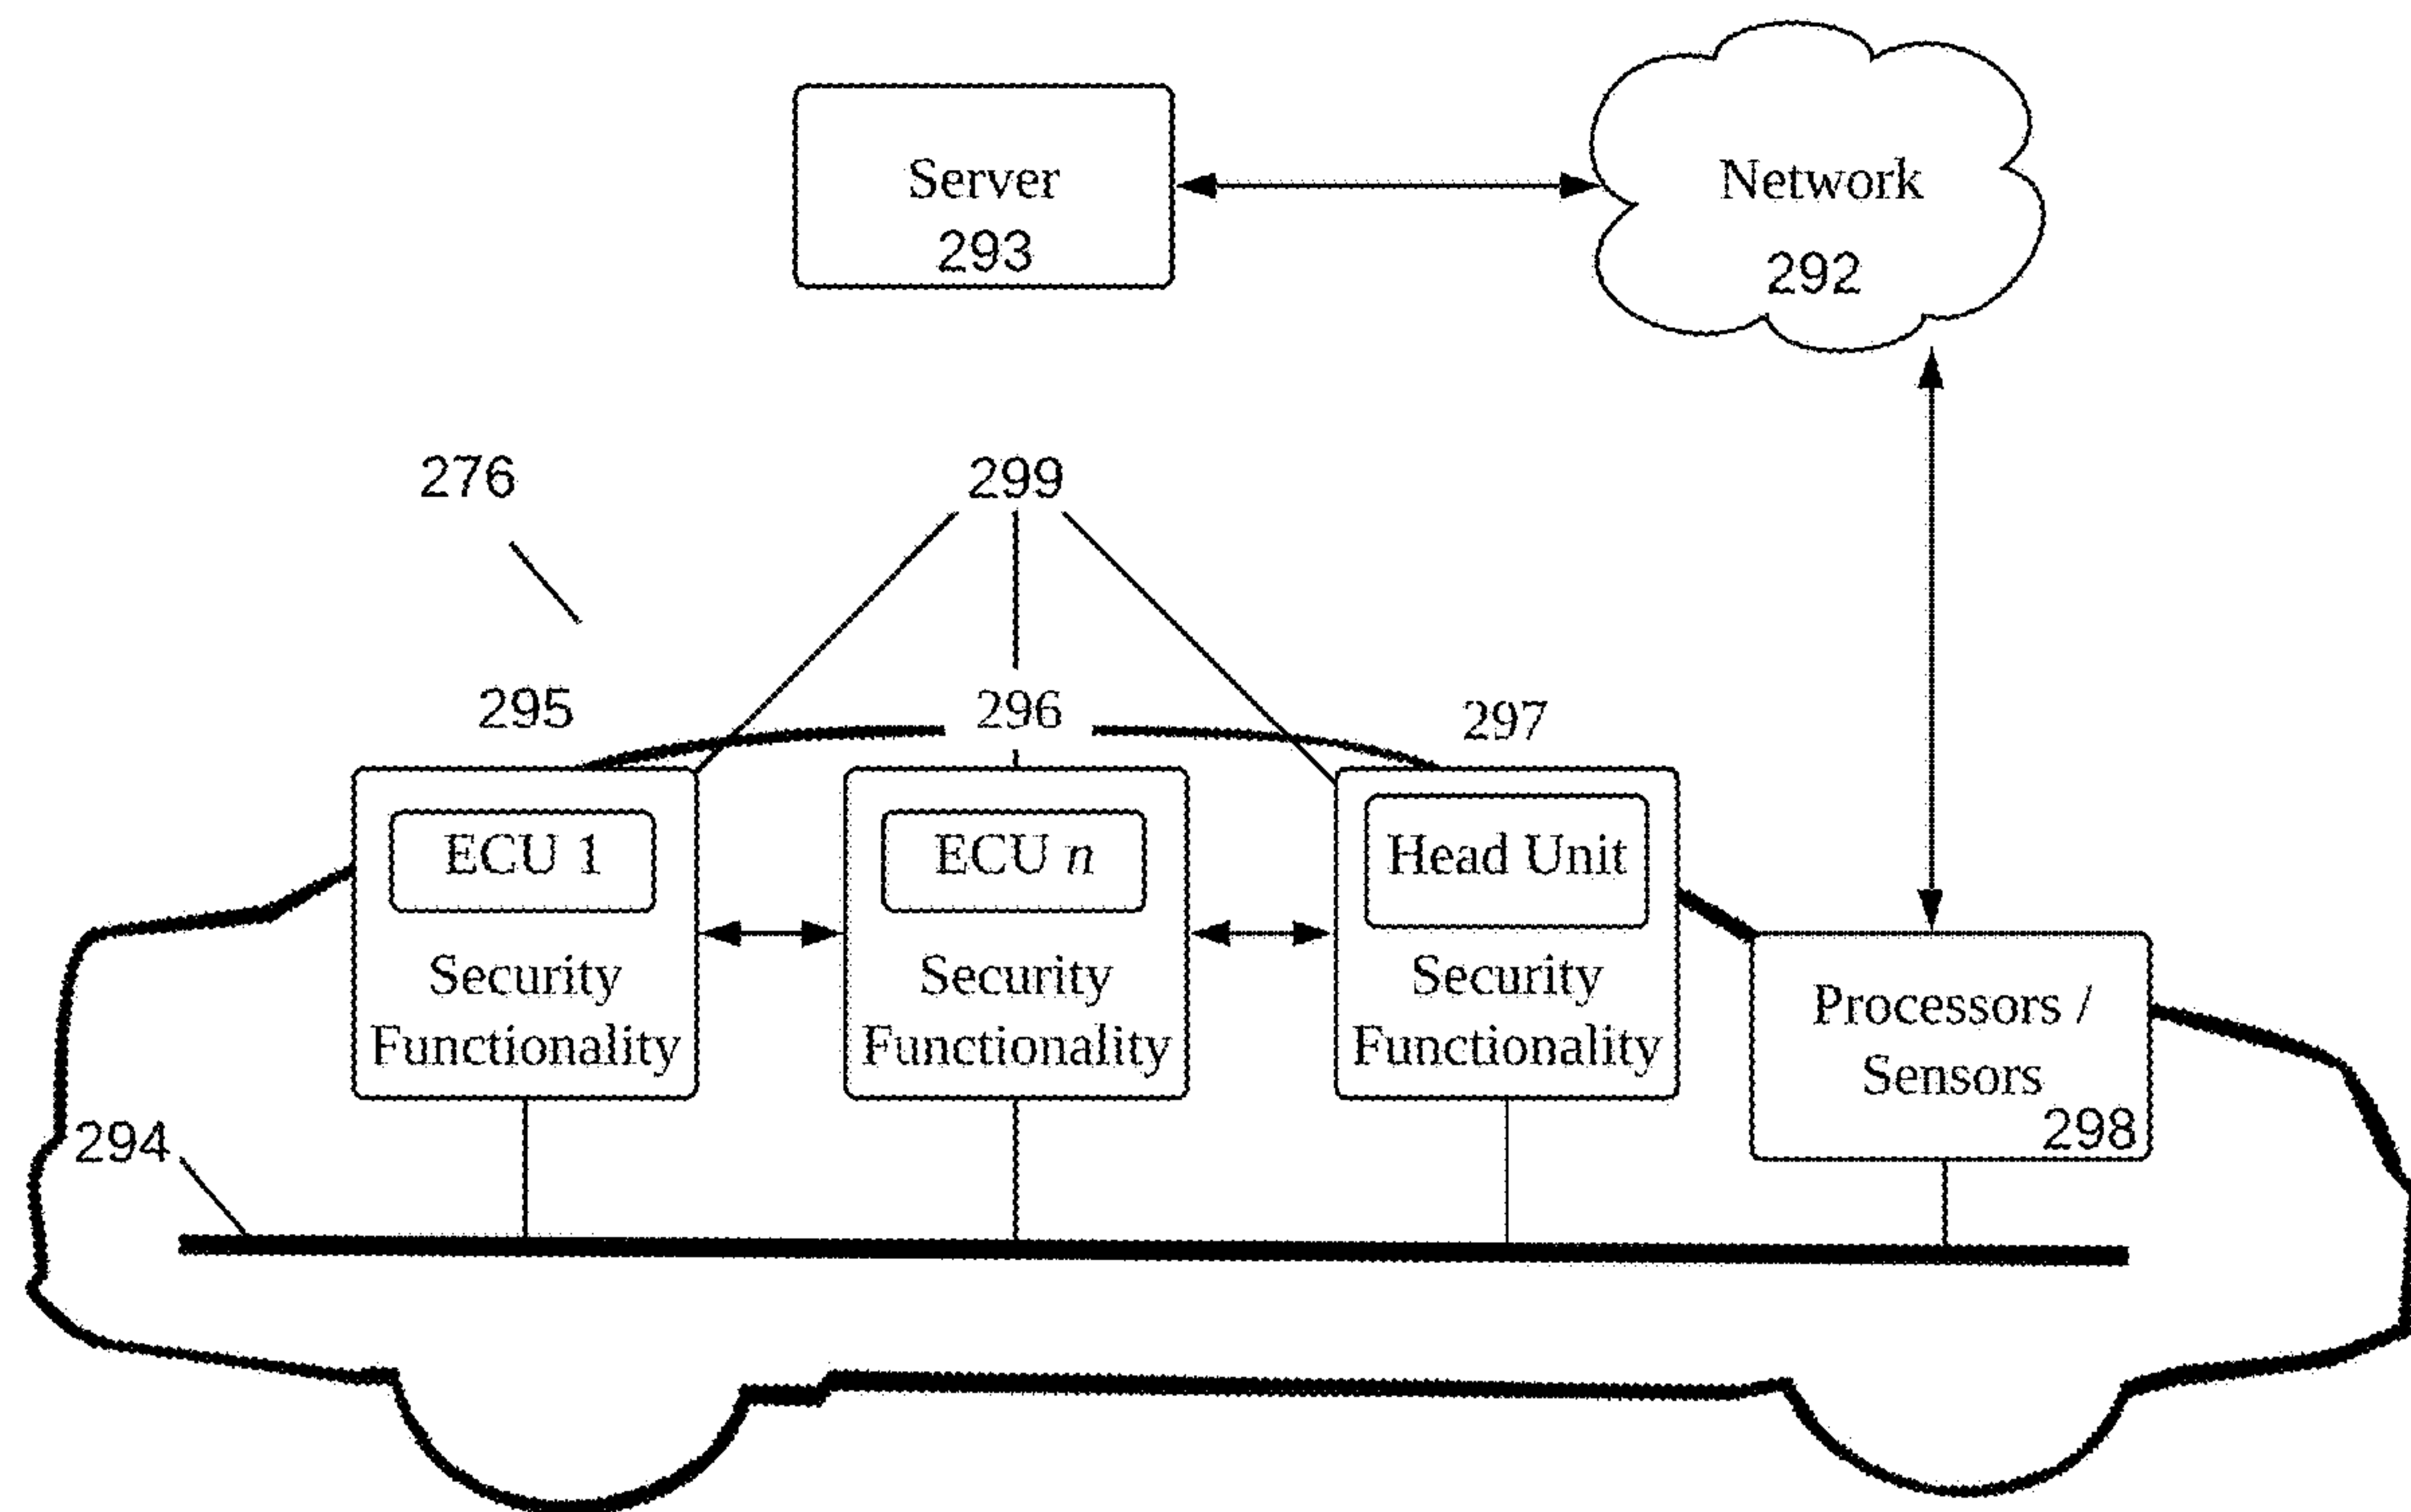 Server
293
Network
292
276
299
295
296
297
ECU 1
Security
Functionality
ECU n
Security
Functionality
Head Unit
Security
Functionality
Processors /
Sensors
298
294